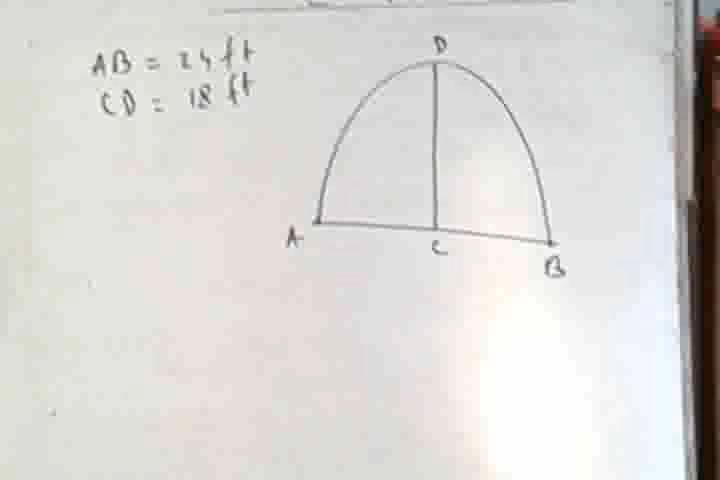 AB = 24 ft
CD = 18 ft
D
A
C
B